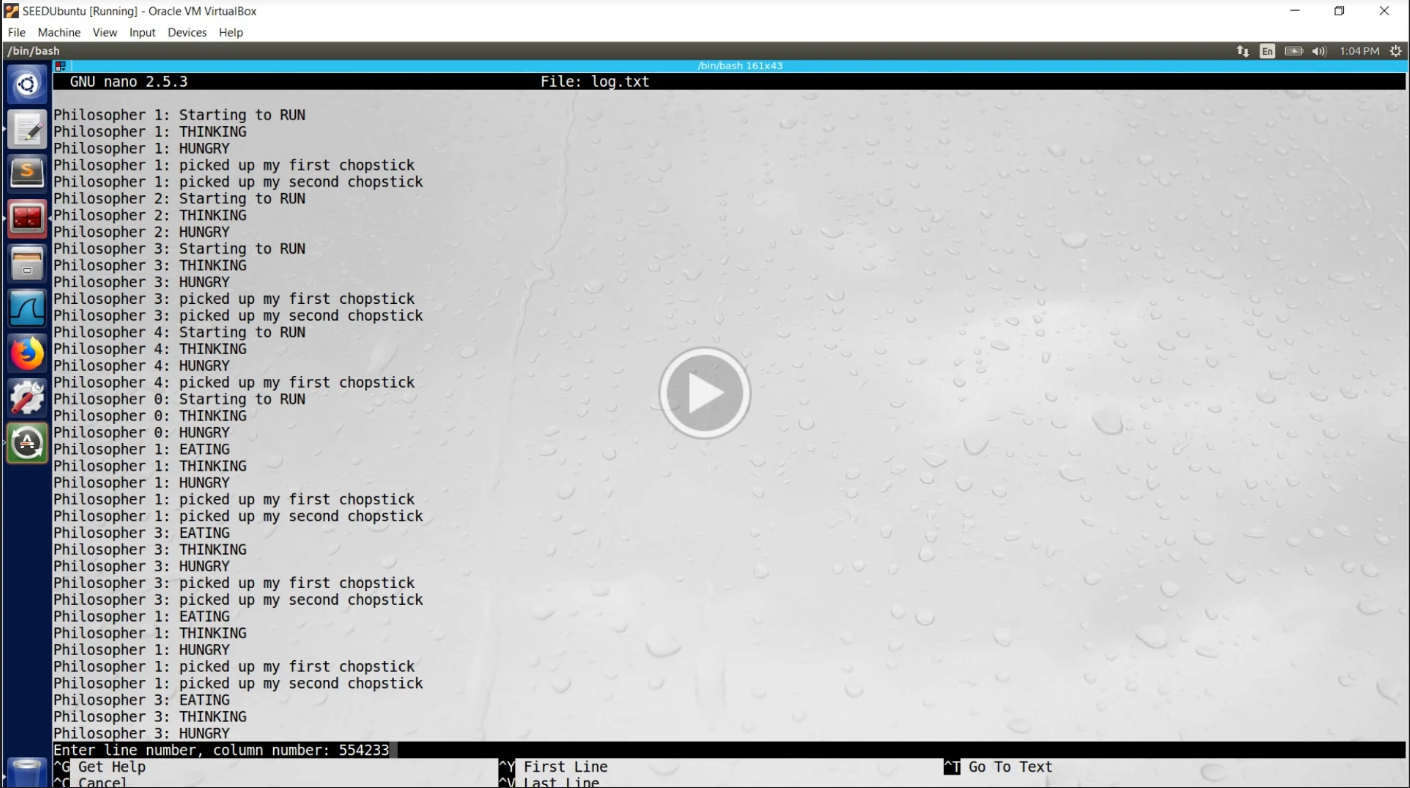 SEEDUbuntu [Running] - Oracle VM VirtualBox
File Machine View Input Devices Help
/bin/bash En 1:04 PM
/bin/bash 161x43
GNU nano 2.5.3 File: log.txt
Philosopher 1: Starting to RUN
Philosopher 1: THINKING
Philosopher 1: HUNGRY
Philosopher 1: picked up my first chopstick
Philosopher 1: picked up my second chopstick
Philosopher 2: Starting to RUN
Philosopher 2: THINKING
Philosopher 2: HUNGRY
Philosopher 3: Starting to RUN
Philosopher 3: THINKING
Philosopher 3: HUNGRY
Philosopher 3: picked up my first chopstick
Philosopher 3: picked up my second chopstick
Philosopher 4: Starting to RUN
Philosopher 4: THINKING
Philosopher 4: HUNGRY
Philosopher 4: picked up my first chopstick
Philosopher 0: Starting to RUN
Philosopher 0: THINKING
Philosopher 0: HUNGRY
Philosopher 1: EATING
Philosopher 1: THINKING
Philosopher 1: HUNGRY
Philosopher 1: picked up my first chopstick
Philosopher 1: picked up my second chopstick
Philosopher 3: EATING
Philosopher 3: THINKING
Philosopher 3: HUNGRY
Philosopher 3: picked up my first chopstick
Philosopher 3: picked up my second chopstick
Philosopher 1: EATING
Philosopher 1: THINKING
Philosopher 1: HUNGRY
Philosopher 1: picked up my first chopstick
Philosopher 1: picked up my second chopstick
Philosopher 3: EATING
Philosopher 3: THINKING
Philosopher 3: HUNGRY
Enter line number, column number: 554233
^G Get Help ^Y First Line ^T Go To Text
^C Cancel ^V Last Line